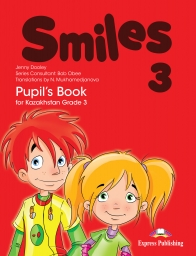 Smiles 3
Jenny Dooley
Series Consultant: Bob Obee
Translations by N. Mukhamedjanova
Pupil's Book
for Kazakhstan Grade 3
Express Publishing